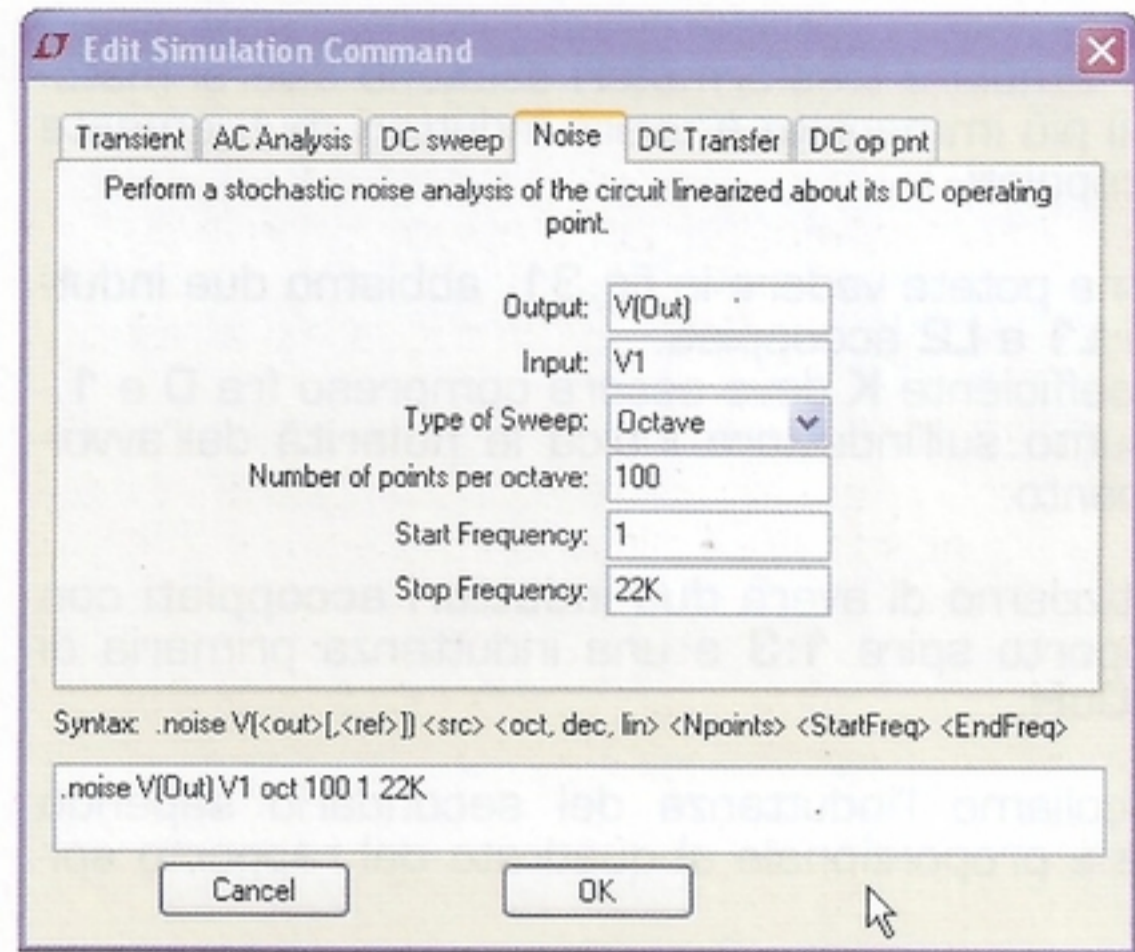 Edit Simulation Command
Transient AC Analysis DC sweep Noise DC Transfer DC op pnt
Perform a stochastic noise analysis of the circuit linearized about its DC operating
point.
Output: V(Out)
Input: V1
Type of Sweep: Octave
Number of points per octave: 100
Start Frequency: 1
Stop Frequency: 22K
Syntax: .noise V(<out>[,<ref>]) <src> <oct, dec, lin> <Npoints> <StartFreq> <EndFreq>
.noise V(Out) V1 oct 100 1 22K
Cancel OK